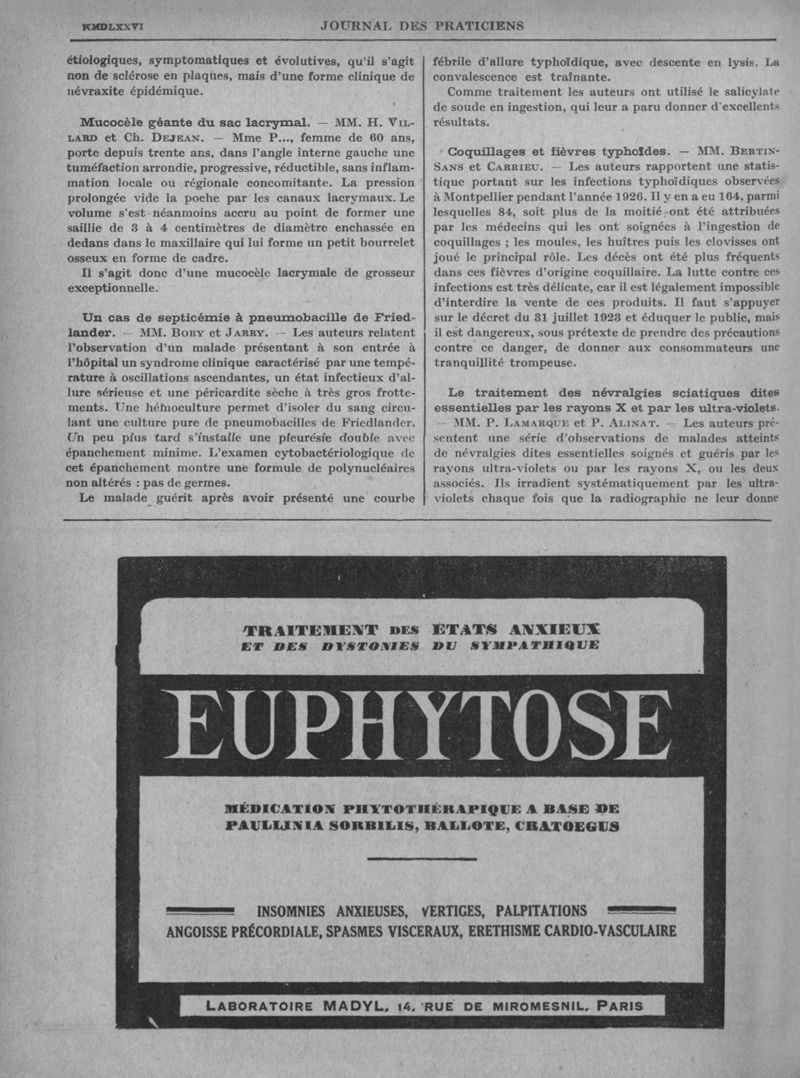 KMDLXXVI
JOURNAL DES PRATICIENS
étiologiques, symptomatiques et évolutives, qu'il s'agit
non de sclérose en plaques, mais d'une forme clinique de
névraxite épidémique.
Mucocèle géante du sac lacrymal. — MM. H. VIL-
LARD et Ch. DEJEAN. — Mme P..., femme de 60 ans,
porte depuis trente ans, dans l'angle interne gauche une
tuméfaction arrondie, progressive, réductible, sans inflam-
mation locale ou régionale concomitante. La pression
prolongée vide la poche par les canaux lacrymaux. Le
volume s'est néanmoins accru au point de former une
saillie de 3 à 4 centimètres de diamètre enchassée en
dedans dans le maxillaire qui lui forme un petit bourrelet
osseux en forme de cadre.
Il s'agit donc d'une mucocèle lacrymale de grosseur
exceptionnelle.
Un cas de septicémie à pneumobacille de Fried-
lander. — MM. BORY et JARRY. — Les auteurs relatent
l'observation d'un malade présentant à son entrée à
l'hôpital un syndrome clinique caractérisé par une tempé-
rature à oscillations ascendantes, un état infectieux d'al-
lure sérieuse et une péricardite sèche à très gros frotte-
ments. Une hémoculture permet d'isoler du sang circu-
lant une culture pure de pneumobacilles de Friedlander.
Un peu plus tard s'installe une pleurésie double avec
épanchement minime. L'examen cytobactériologique de
cet épanchement montre une formule de polynucléaires
non altérés : pas de germes.
Le malade guérit après avoir présenté une courbe
fébrile d'allure typhoïdique, avec descente en lysis. La
convalescence est traînante.
Comme traitement les auteurs ont utilisé le salicylate
de soude en ingestion, qui leur a paru donner d'excellents
résultats.
Coquillages et fièvres typhoïdes. — MM. BERTIN-
SANS et CARRIEU. — Les auteurs rapportent une statis-
tique portant sur les infections typhoïdiques observées
à Montpellier pendant l'année 1926. Il y en a eu 164, parmi
lesquelles 84, soit plus de la moitié ont été attribuées
par les médecins qui les ont soignées à l'ingestion de
coquillages ; les moules, les huîtres puis les clovisses ont
joué le principal rôle. Les décès ont été plus fréquents
dans ces fièvres d'origine coquillaire. La lutte contre ces
infections est très délicate, car il est légalement impossible
d'interdire la vente de ces produits. Il faut s'appuyer
sur le décret du 31 juillet 1923 et éduquer le public, mais
il est dangereux, sous prétexte de prendre des précautions
contre ce danger, de donner aux consommateurs une
tranquillité trompeuse.
Le traitement des névralgies sciatiques dites
essentielles par les rayons X et par les ultra-violets.
— MM. P. LAMARQUE et P. ALINAT. — Les auteurs pré-
sentent une série d'observations de malades atteints
de névralgies dites essentielles soignés et guéris par les
rayons ultra-violets ou par les rayons X, ou les deux
associés. Ils irradient systématiquement par les ultra-
violets chaque fois que la radiographie ne leur donne
TRAITEMENT DES ÉTATS ANXIEUX
ET DES DYSTONIES DU SYMPATHIQUE
EUPHYTOSE
MÉDICATION PHYTOTHÉRAPIQUE A BASE DE
PAULLINIA SORBILIS, BALLOTE, CRATOEGUS
INSOMNIES ANXIEUSES, VERTIGES, PALPITATIONS
ANGOISSE PRÉCORDIALE, SPASMES VISCERAUX, ERETHISME CARDIO-VASCULAIRE
LABORATOIRE MADYL, 14, RUE DE MIROMESNIL, PARIS